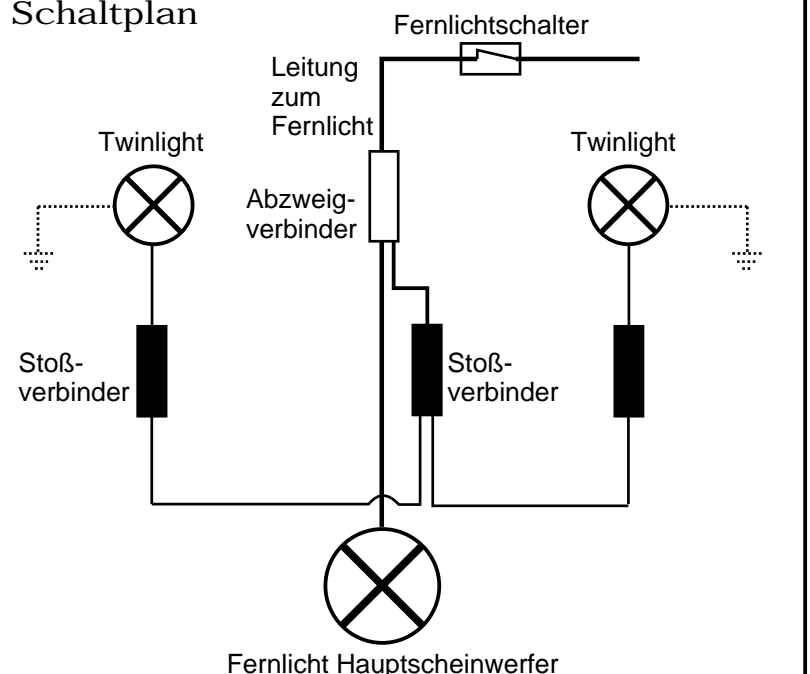 Schaltplan
Fernlichtschalter
Leitung
zum
Fernlicht
Twinlight
Twinlight
Abzweig-
verbinder
Stoß-
verbinder
Stoß-
verbinder
Fernlicht Hauptscheinwerfer